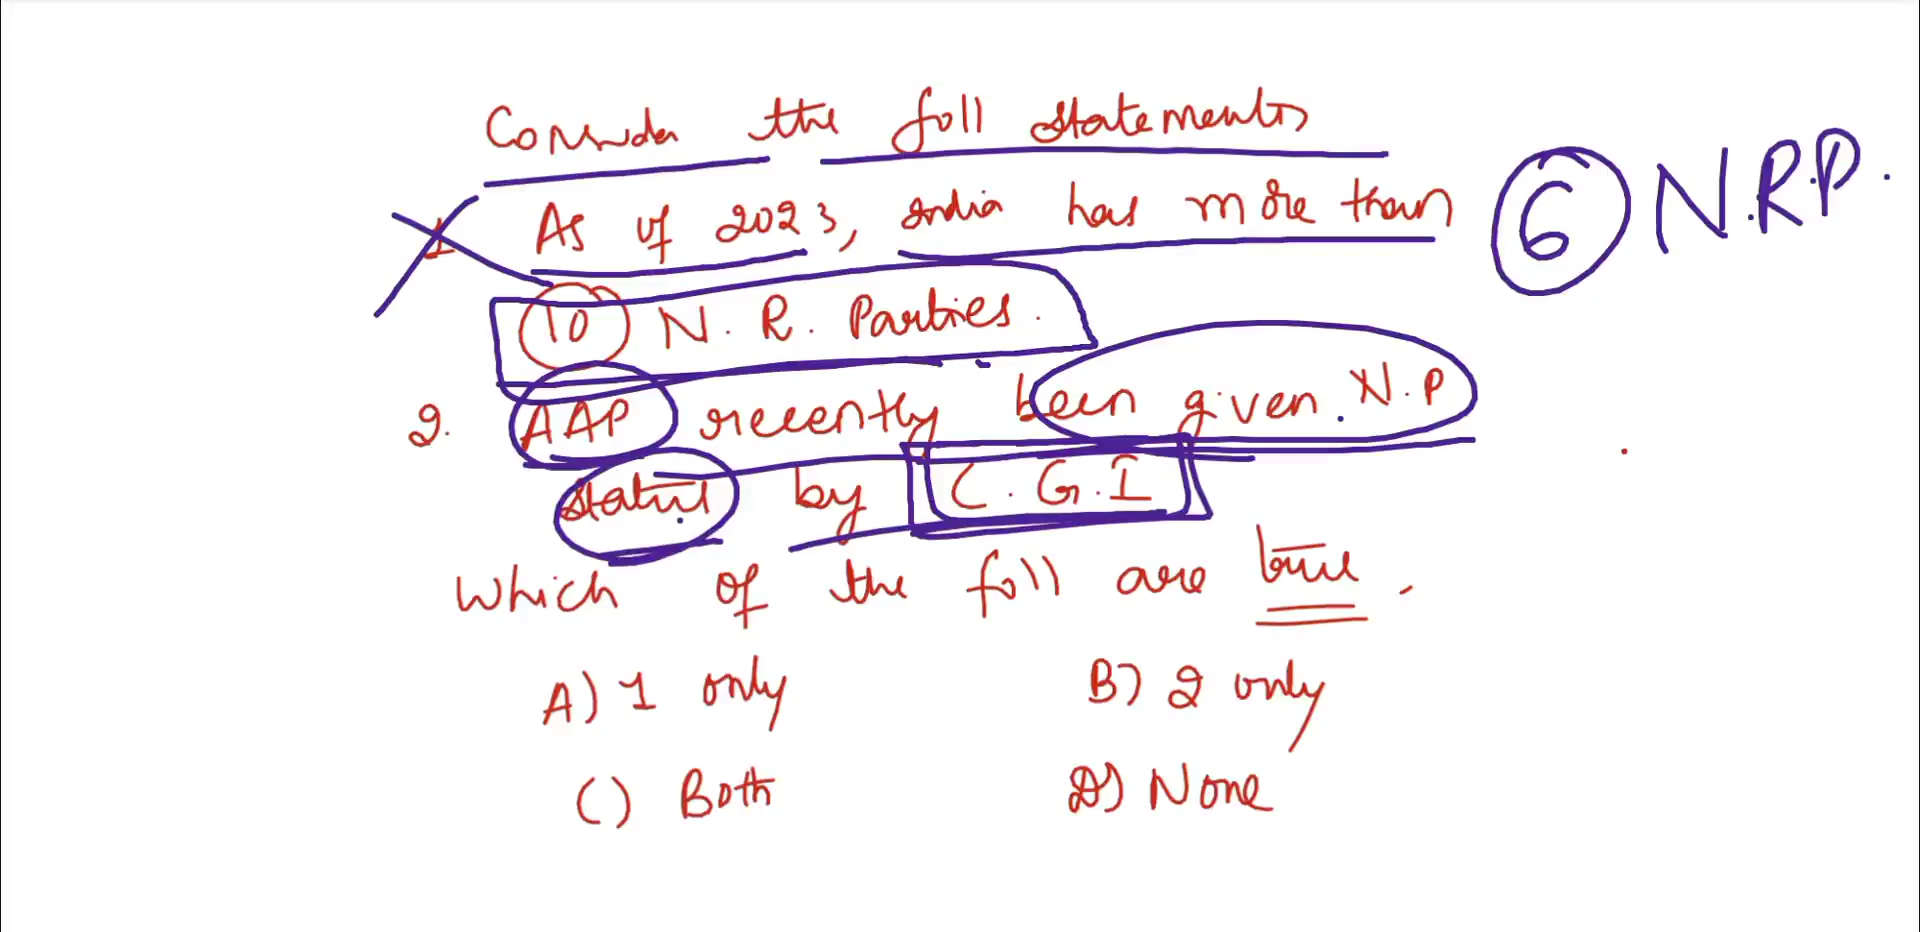 Consider the foll statements
1. As of 2023, India has more than
10 N. R. Parties.
6 N.R.P.
2. AAP recently been given N.P
status by C.G.I
Which of the foll are true.
A) 1 only
B) 2 only
C) Both
D) None